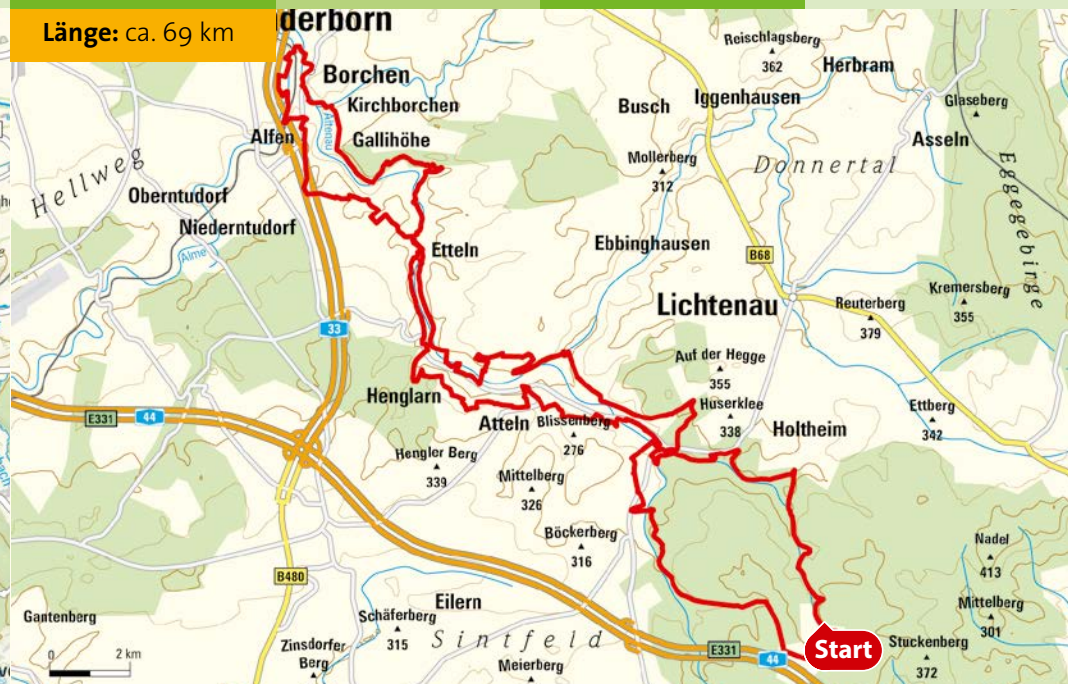 Länge: ca. 69 km
derborn
Borchen
Kirchborchen
Altenau
Gallihöhe
Alfen
Hellweg
Oberntudorf
Niederntudorf
Alme
Etteln
Reischlagsberg
362
Herbram
Busch
Iggenhausen
Glaseberg
Asseln
Mollerberg
312
Donnertal
Eggegebirge
Ebbinghausen
B68
Lichtenau
Kremersberg
355
Reuterberg
379
33
Auf der Hegge
355
Henglarn
Huserklee
338
Ettberg
342
E331
44
Atteln
Blissenberg
276
Holtheim
Hengler Berg
339
Mittelberg
326
Böckerberg
316
Nadel
413
B480
Eilern
Mittelberg
301
Gantenberg
Schäferberg
315
Sintfeld
E331
44
Start
Stuckenberg
372
Zinsdorfer
Berg
Meierberg
0 2 km